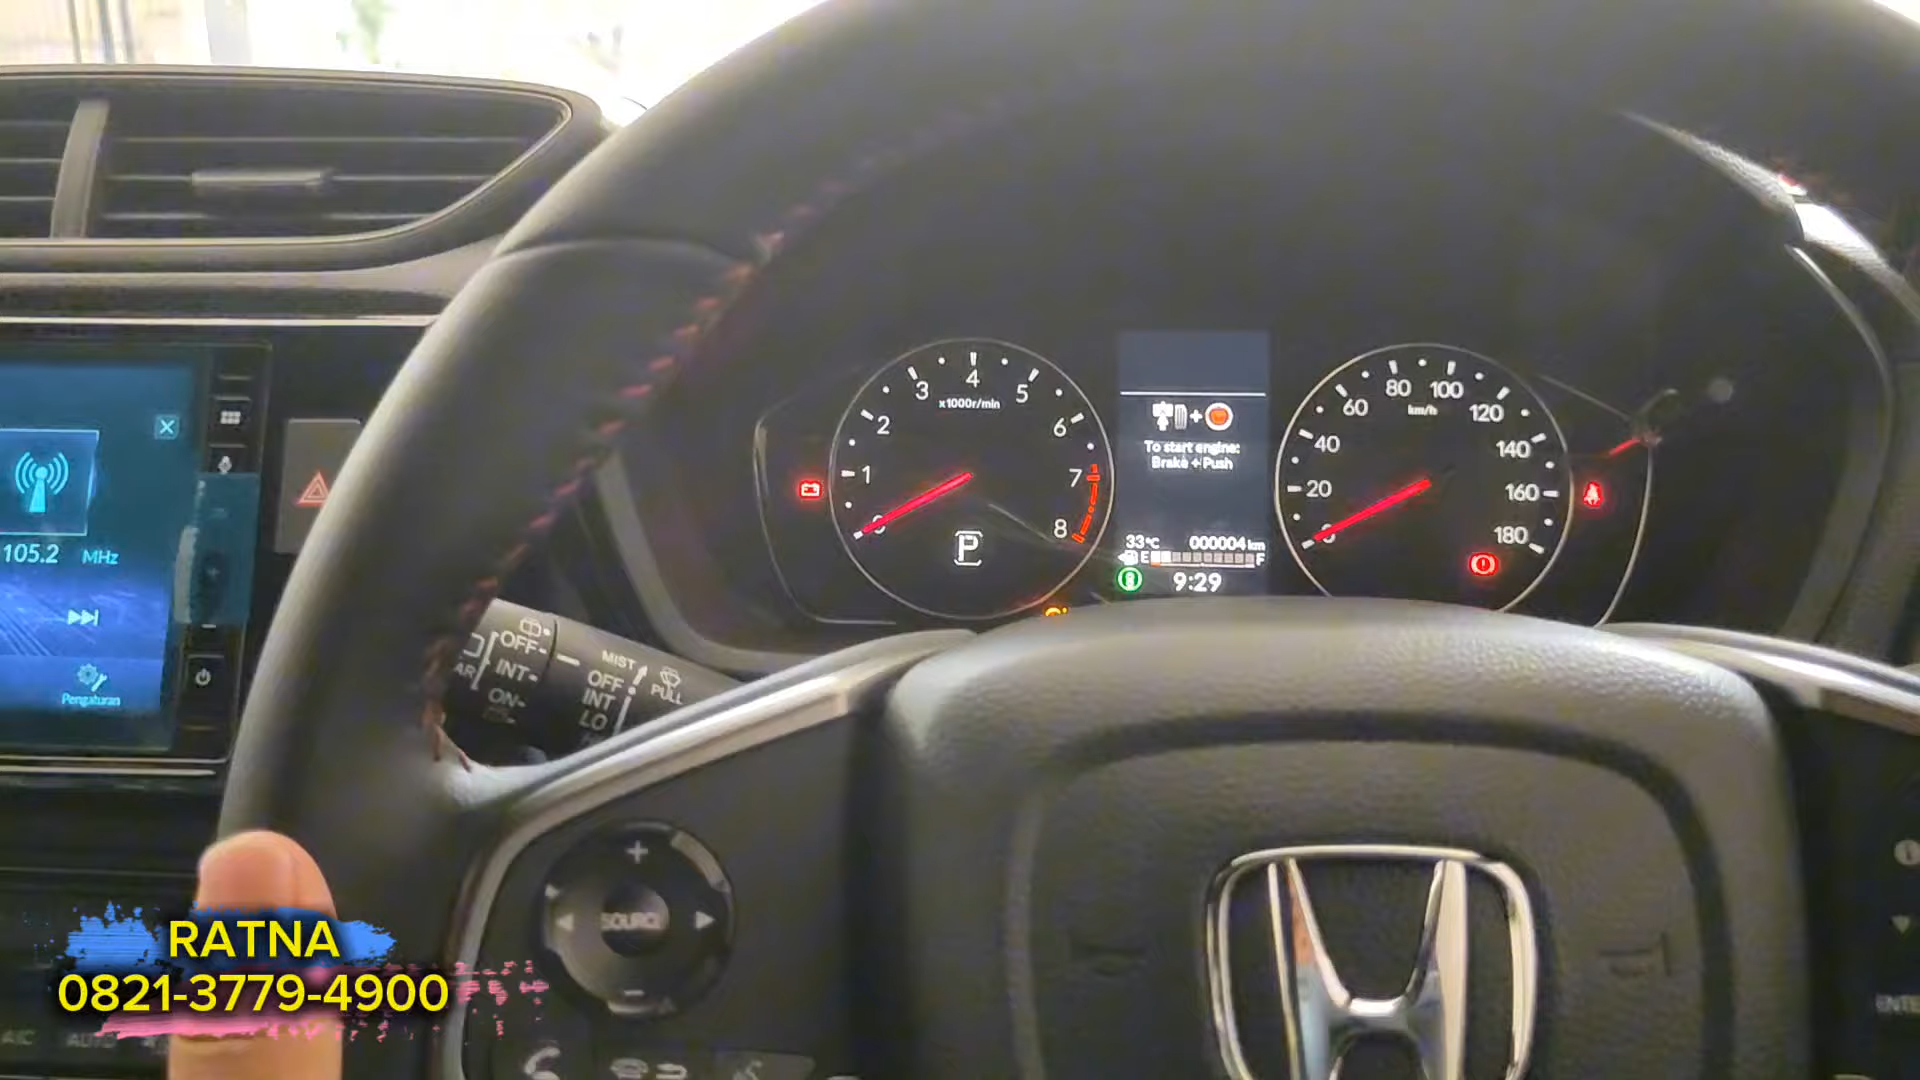 105.2 MHz
Pengaturan
OFF
INT
ON
MIST
OFF
INT
LO
PULL
1 2 3 4 5 6 7 8
x1000r/min
P
To start engine:
Brake + Push
33°C 000004 km
E F
9:29
20 40 60 80 100 120 140 160 180
km/h
+
SOURCE
RATNA
0821-3779-4900
A/C AUTO